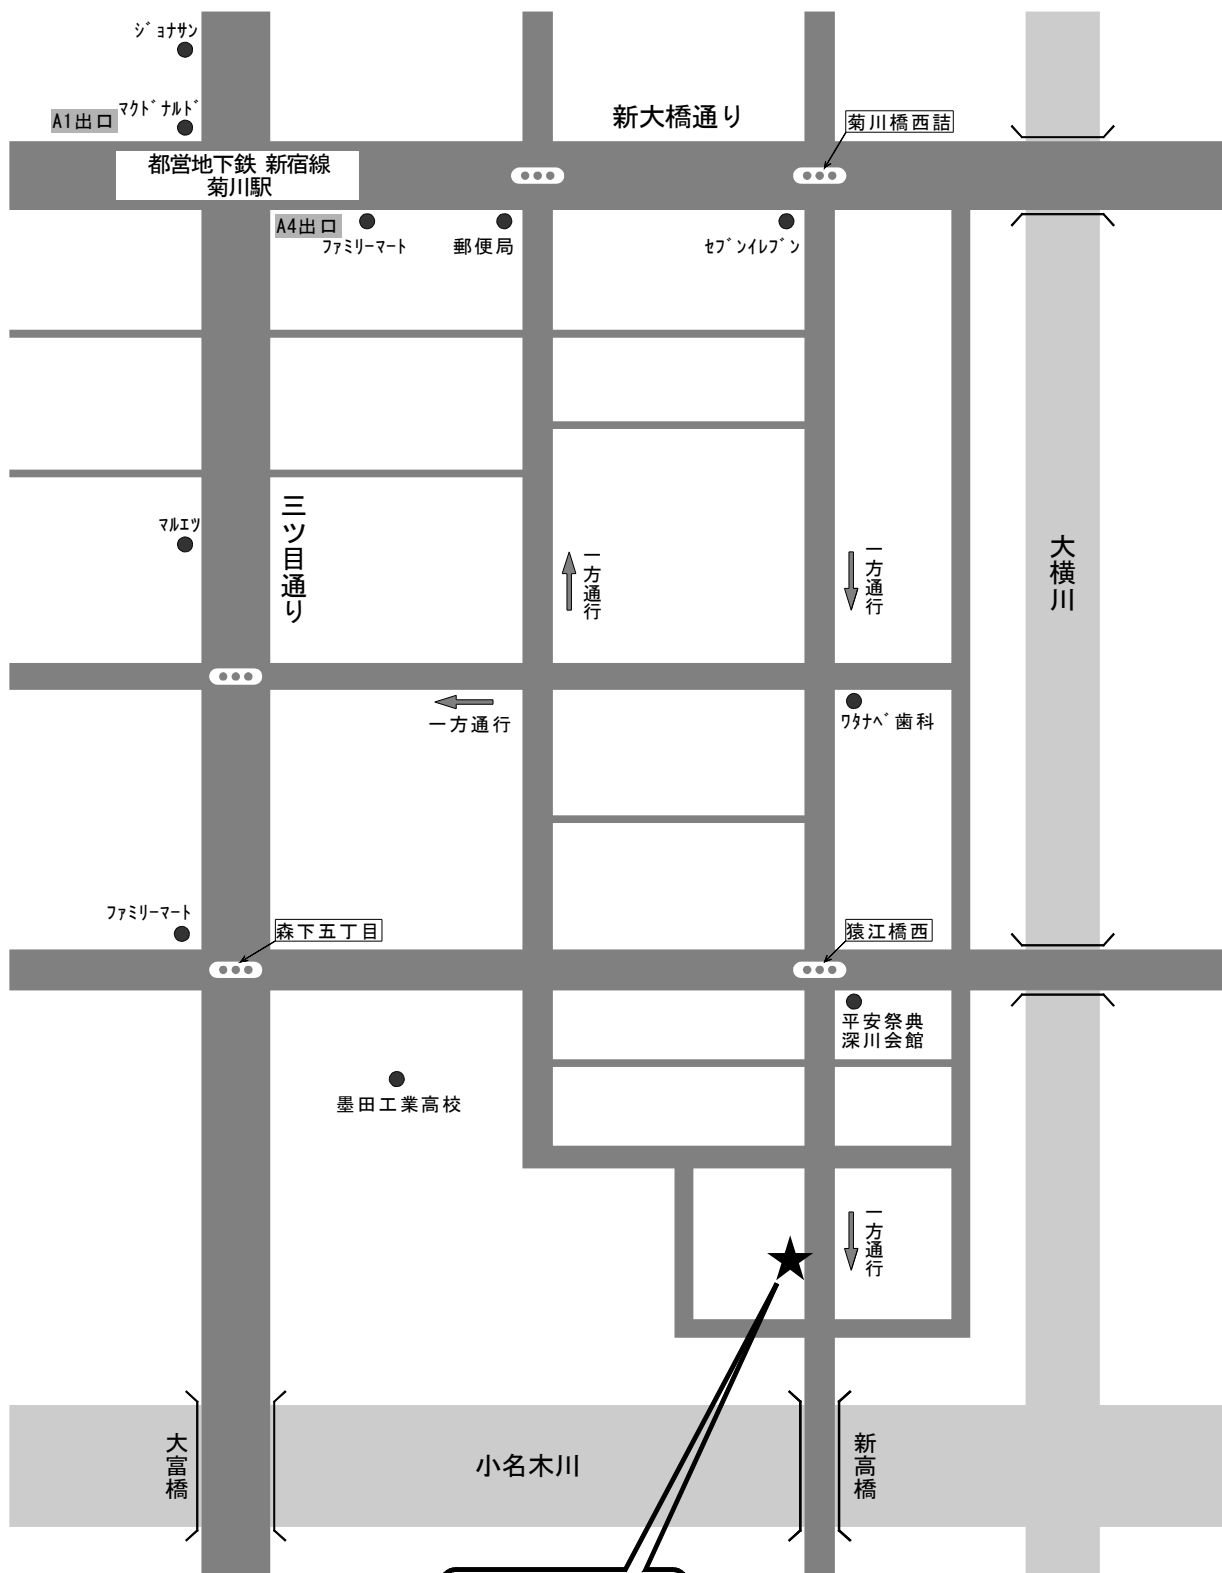 ジョナサン
マクドナルド
A1出口
新大橋通り
菊川橋西詰
都営地下鉄 新宿線
菊川駅
A4出口
ファミリーマート
郵便局
セブンイレブン
三ツ目通り
マルエツ
一方通行
一方通行
大横川
一方通行
ワタナベ歯科
ファミリーマート
森下五丁目
猿江橋西
平安祭典
深川会館
墨田工業高校
一方通行
大富橋
小名木川
新高橋